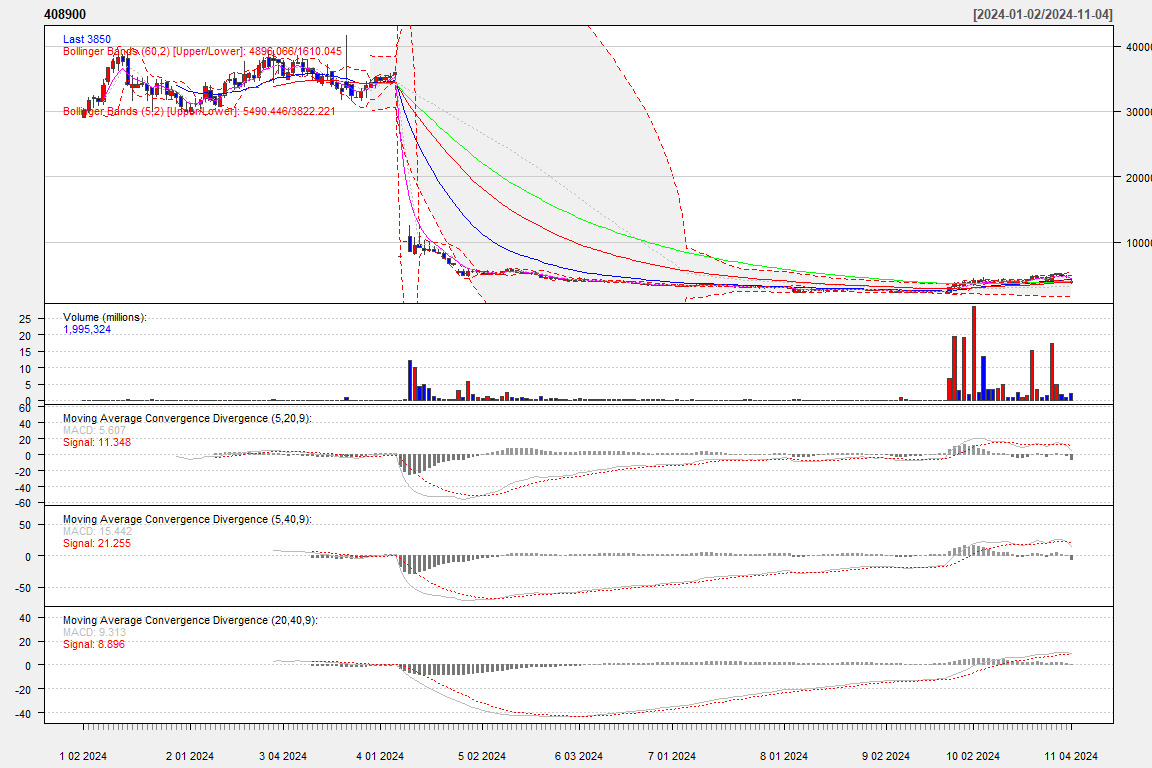 408900 [2024-01-02/2024-11-04]
Last 3850
Bollinger Bands (60,2) [Upper/Lower]: 4896.066/1610.045
Bollinger Bands (5,2) [Upper/Lower]: 5490.446/3822.221
40000
30000
20000
10000
Volume (millions):
1,995,324
25
20
15
10
5
0
Moving Average Convergence Divergence (5,20,9):
MACD: 5.607
Signal: 11.348
60
40
20
0
-20
-40
-60
Moving Average Convergence Divergence (5,40,9):
MACD: 15.442
Signal: 21.255
50
0
-50
Moving Average Convergence Divergence (20,40,9):
MACD: 9.313
Signal: 8.896
40
20
0
-20
-40
1 02 2024 2 01 2024 3 04 2024 4 01 2024 5 02 2024 6 03 2024 7 01 2024 8 01 2024 9 02 2024 10 02 2024 11 04 2024